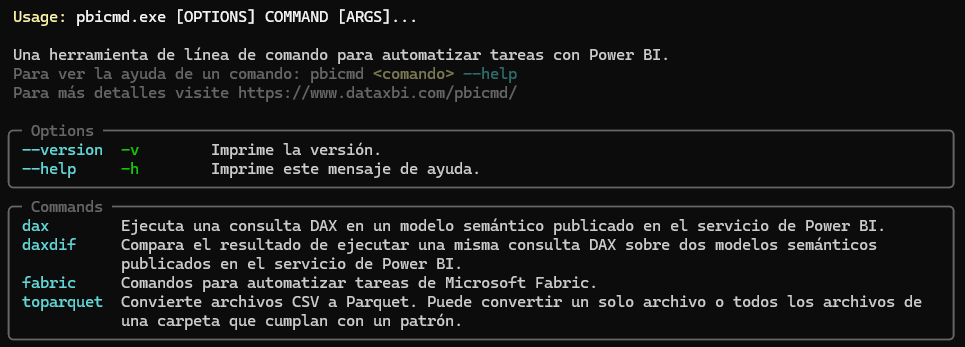 Usage: pbicmd.exe [OPTIONS] COMMAND [ARGS]...
Una herramienta de línea de comando para automatizar tareas con Power BI.
Para ver la ayuda de un comando: pbicmd <comando> --help
Para más detalles visite https://www.dataxbi.com/pbicmd/
Options
--version -v Imprime la versión.
--help -h Imprime este mensaje de ayuda.
Commands
dax Ejecuta una consulta DAX en un modelo semántico publicado en el servicio de Power BI.
daxdif Compara el resultado de ejecutar una misma consulta DAX sobre dos modelos semánticos
publicados en el servicio de Power BI.
fabric Comandos para automatizar tareas de Microsoft Fabric.
toparquet Convierte archivos CSV a Parquet. Puede convertir un solo archivo o todos los archivos de
una carpeta que cumplan con un patrón.